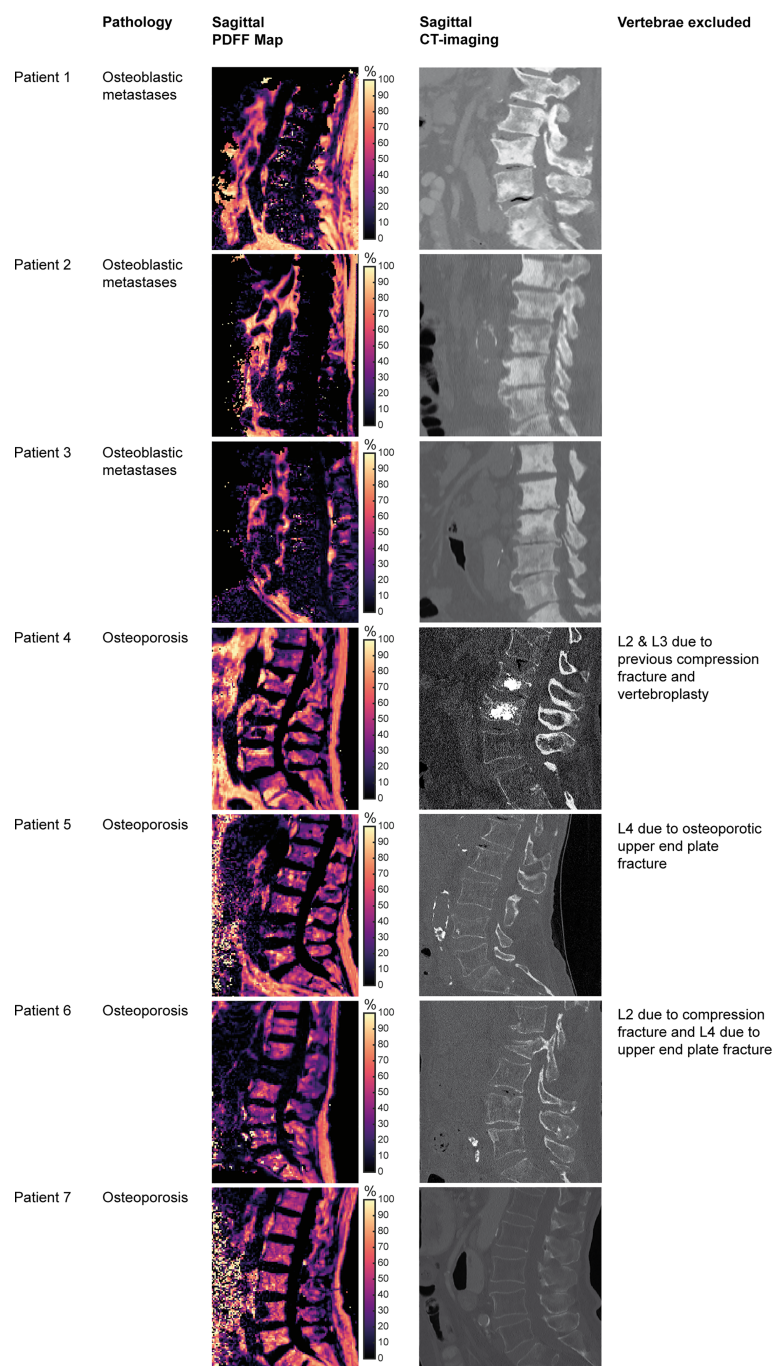 Pathology
Sagittal
PDFF Map
Sagittal
CT-imaging
Vertebrae excluded
Patient 1
Osteoblastic
metastases
%
100
90
80
70
60
50
40
30
20
10
0
Patient 2
Osteoblastic
metastases
%
100
90
80
70
60
50
40
30
20
10
0
Patient 3
Osteoblastic
metastases
%
100
90
80
70
60
50
40
30
20
10
0
Patient 4
Osteoporosis
%
100
90
80
70
60
50
40
30
20
10
0
L2 & L3 due to
previous compression
fracture and
vertebroplasty
Patient 5
Osteoporosis
%
100
90
80
70
60
50
40
30
20
10
0
L4 due to osteoporotic
upper end plate
fracture
Patient 6
Osteoporosis
%
100
90
80
70
60
50
40
30
20
10
0
L2 due to compression
fracture and L4 due to
upper end plate fracture
Patient 7
Osteoporosis
%
100
90
80
70
60
50
40
30
20
10
0